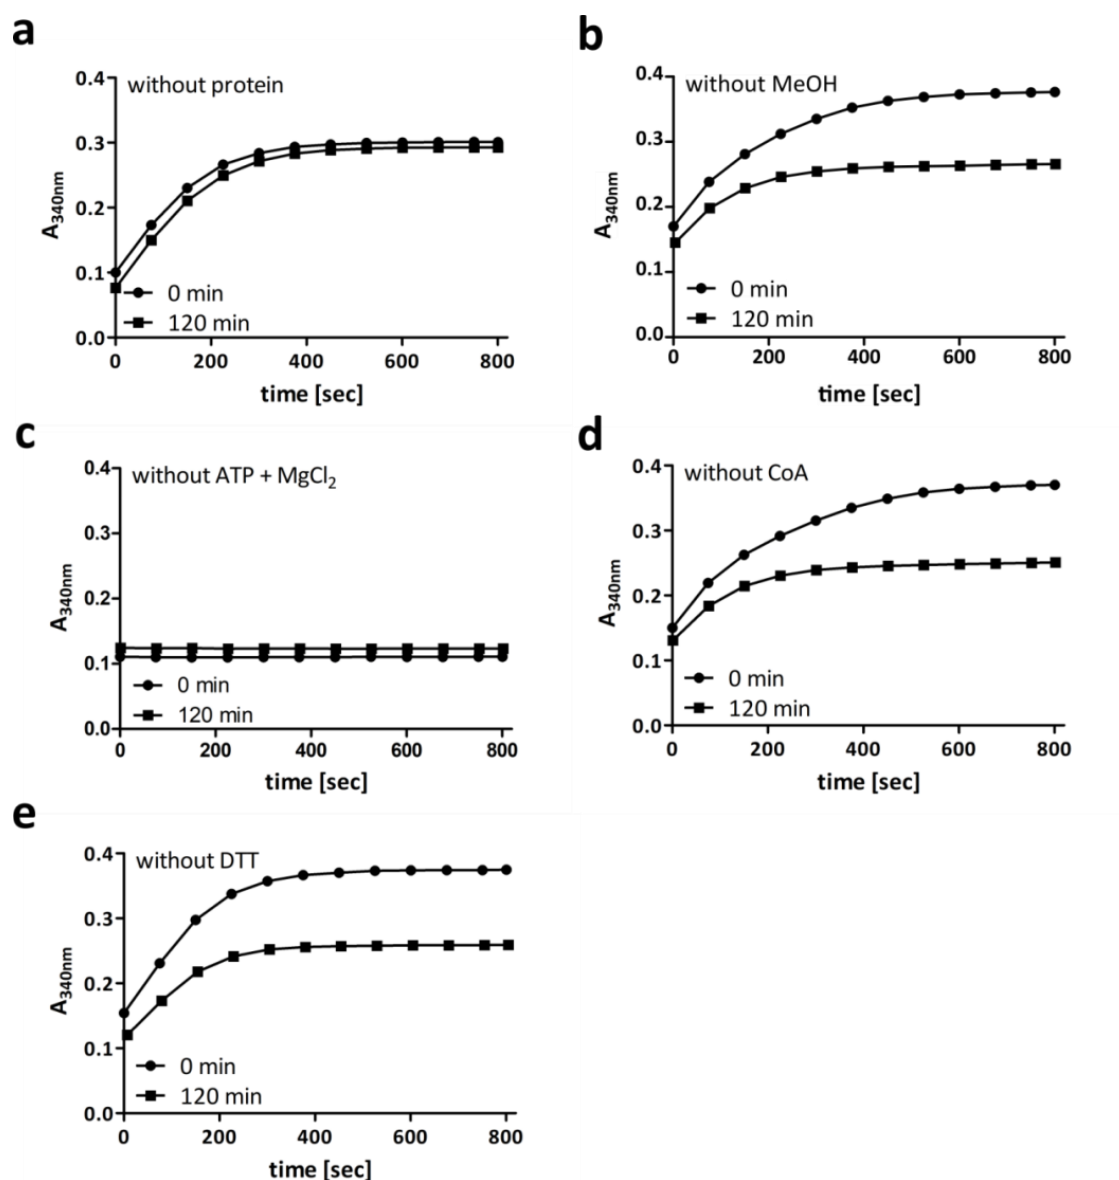 a
without protein
0.4
0.3
0.2
0.1
0.0
A340nm
0 min
120 min
0 200 400 600 800
time [sec]
b
without MeOH
0.4
0.3
0.2
0.1
0.0
A340nm
0 min
120 min
0 200 400 600 800
time [sec]
c
without ATP + MgCl2
0.4
0.3
0.2
0.1
0.0
A340nm
0 min
120 min
0 200 400 600 800
time [sec]
d
without CoA
0.4
0.3
0.2
0.1
0.0
A340nm
0 min
120 min
0 200 400 600 800
time [sec]
e
without DTT
0.4
0.3
0.2
0.1
0.0
A340nm
0 min
120 min
0 200 400 600 800
time [sec]